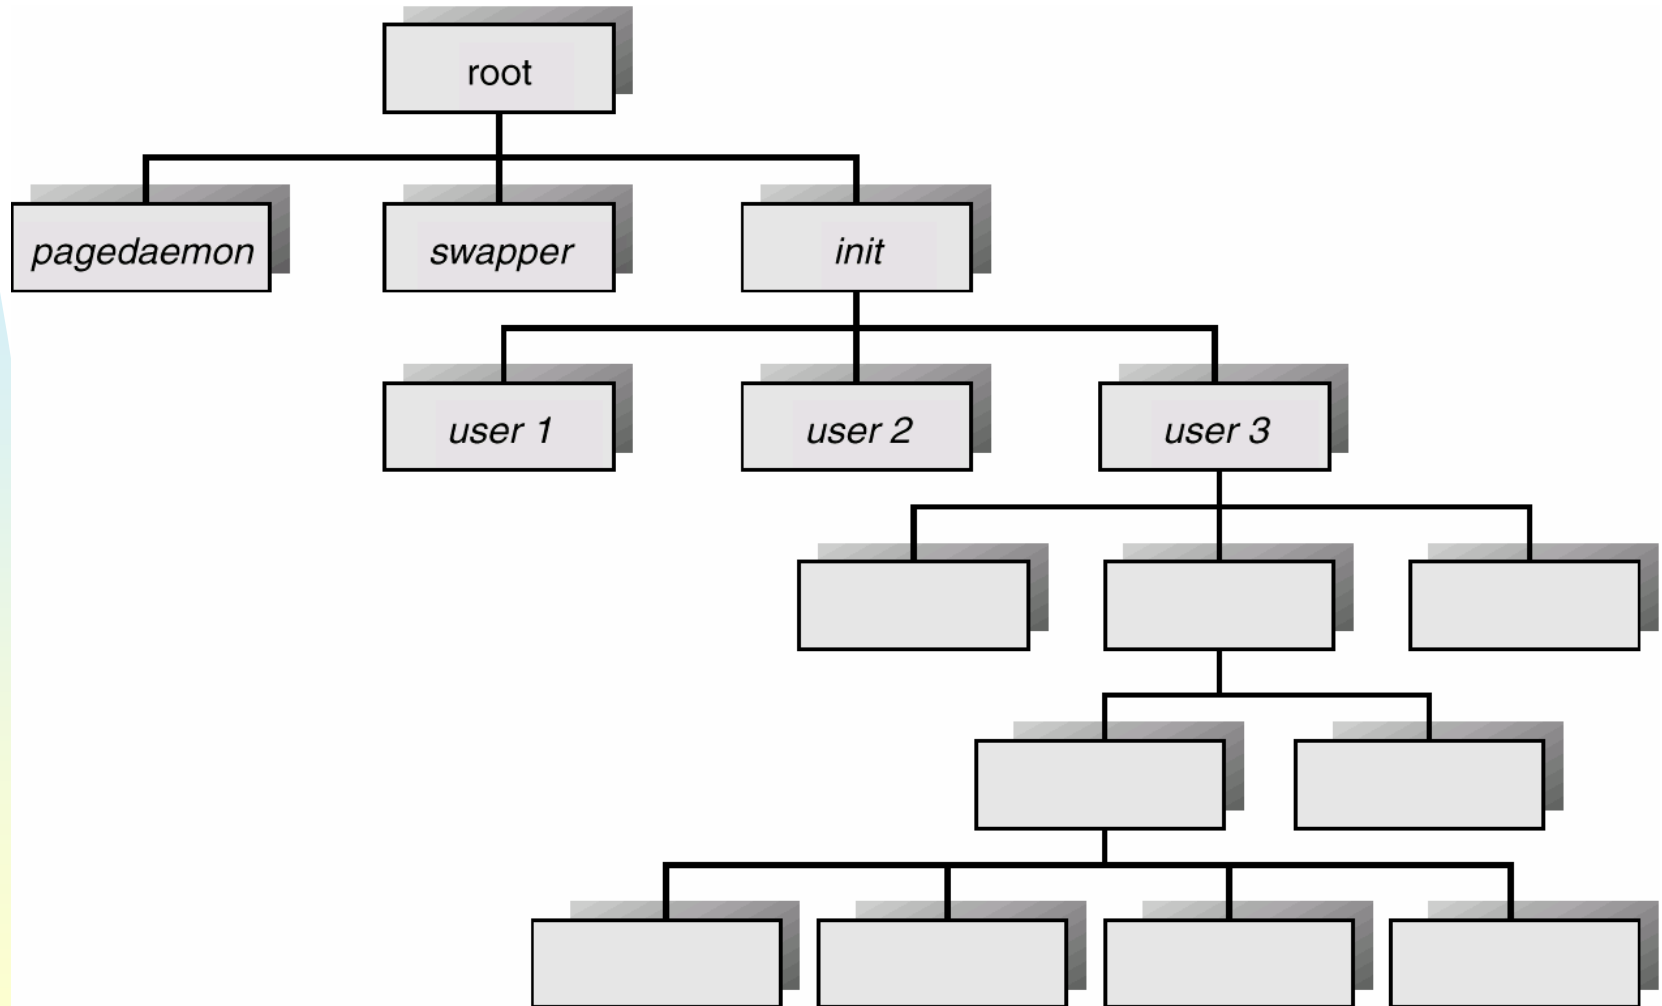 root
pagedaemon
swapper
init
user 1
user 2
user 3